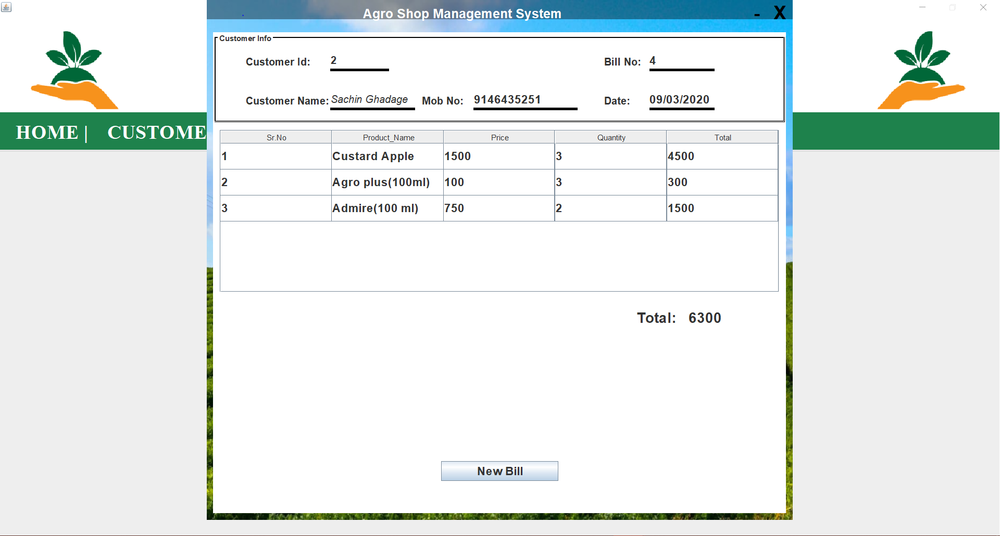 Agro Shop Management System - X
Customer Info
Customer Id: 2 Bill No: 4
Customer Name: Sachin Ghadage Mob No: 9146435251 Date: 09/03/2020
HOME | CUSTOME
Sr.No Product_Name Price Quantity Total
1 Custard Apple 1500 3 4500
2 Agro plus(100ml) 100 3 300
3 Admire(100 ml) 750 2 1500
Total: 6300
New Bill